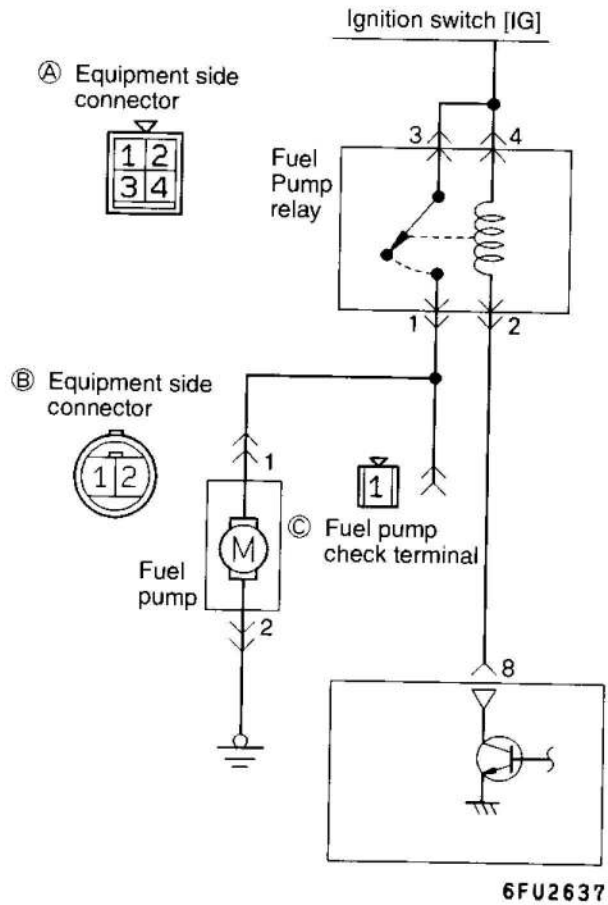 Ignition switch [IG]
Ⓐ Equipment side
connector
1 2
3 4
3
4
Fuel
Pump
relay
1
2
Ⓑ Equipment side
connector
1 2
1
1
Ⓒ Fuel pump
check terminal
M
Fuel
pump
2
8
6FU2637